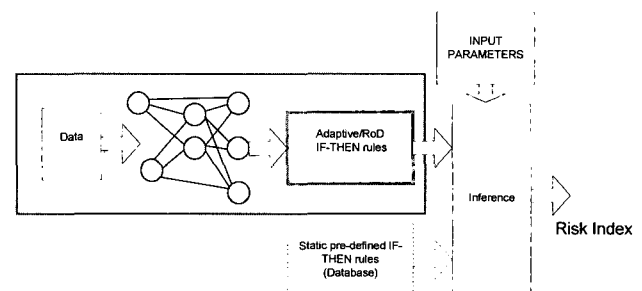 INPUT
PARAMETERS
Data
Adaptive/RoD
IF-THEN rules
Inference
Risk Index
Static pre-defined IF-
THEN rules
(Database)